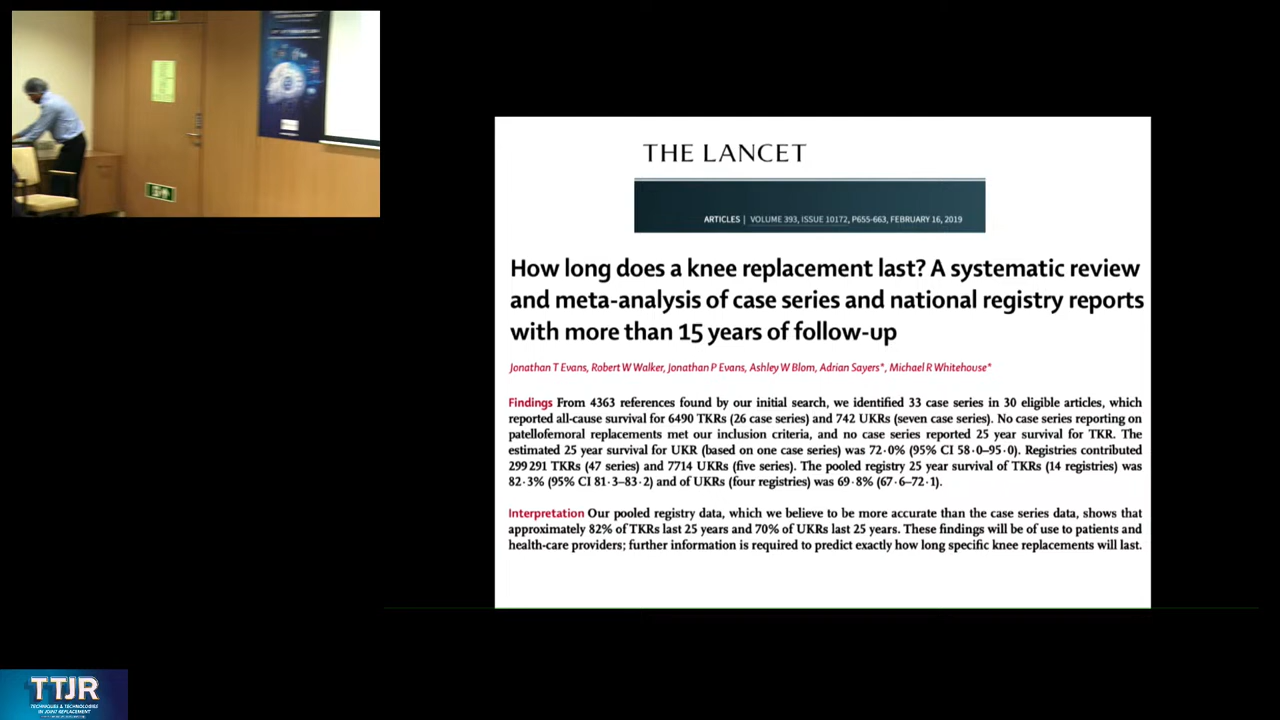 THE LANCET
ARTICLES | VOLUME 393, ISSUE 10172, P655-663, FEBRUARY 16, 2019
How long does a knee replacement last? A systematic review
and meta-analysis of case series and national registry reports
with more than 15 years of follow-up
Jonathan T Evans, Robert W Walker, Jonathan P Evans, Ashley W Blom, Adrian Sayers*, Michael R Whitehouse*
Findings From 4363 references found by our initial search, we identified 33 case series in 30 eligible articles, which
reported all-cause survival for 6490 TKRs (26 case series) and 742 UKRs (seven case series). No case series reporting on
patellofemoral replacements met our inclusion criteria, and no case series reported 25 year survival for TKR. The
estimated 25 year survival for UKR (based on one case series) was 72·0% (95% CI 58·0–95·0). Registries contributed
299 291 TKRs (47 series) and 7714 UKRs (five series). The pooled registry 25 year survival of TKRs (14 registries) was
82·3% (95% CI 81·3–83·2) and of UKRs (four registries) was 69·8% (67·6–72·1).
Interpretation Our pooled registry data, which we believe to be more accurate than the case series data, shows that
approximately 82% of TKRs last 25 years and 70% of UKRs last 25 years. These findings will be of use to patients and
health-care providers; further information is required to predict exactly how long specific knee replacements will last.
TTJR
TECHNIQUES & TECHNOLOGIES
IN JOINT REPLACEMENT